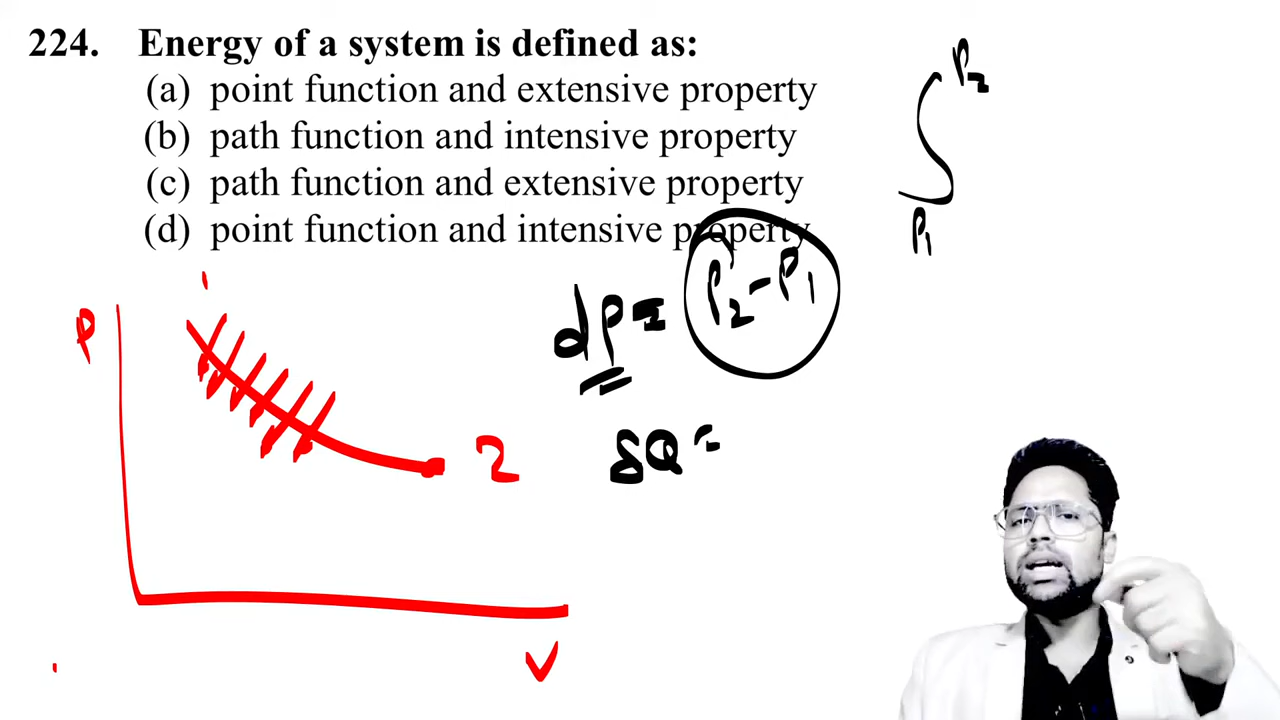 224. Energy of a system is defined as:
(a) point function and extensive property
(b) path function and intensive property
(c) path function and extensive property
(d) point function and intensive property
∫ P₂
P₁
dP = P₂ - P₁
P
δQ =
2
V